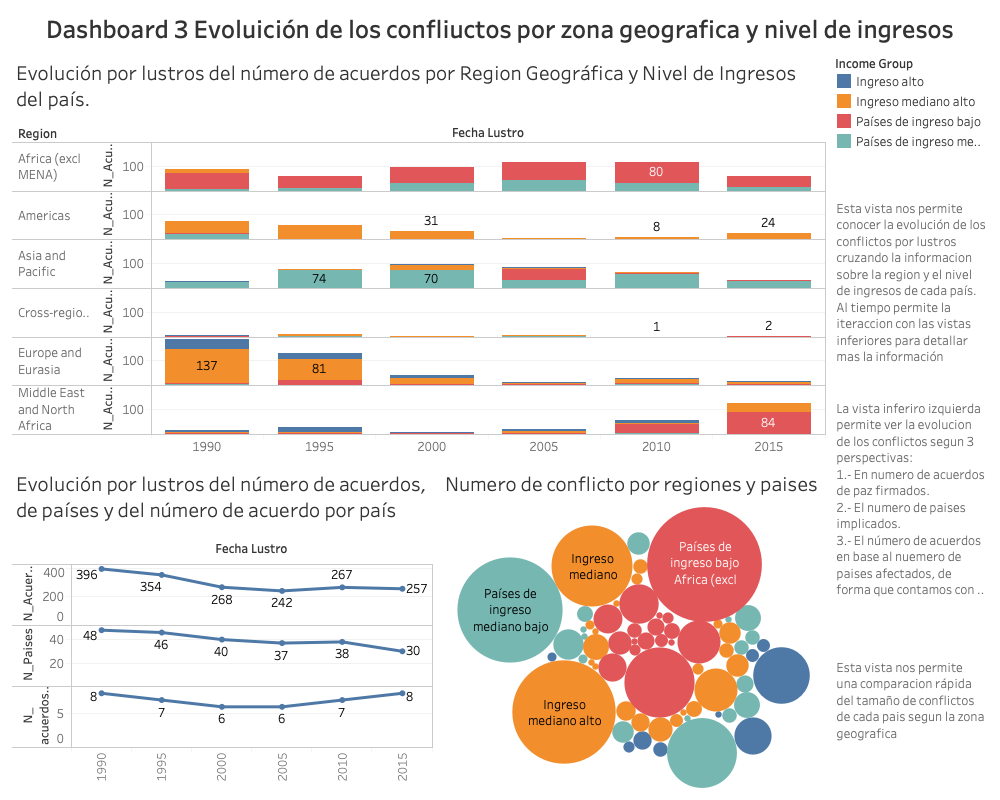 Dashboard 3 Evoluición de los confliuctos por zona geografica y nivel de ingresos
Evolución por lustros del número de acuerdos por Region Geográfica y Nivel de Ingresos
del país.
Income Group
Ingreso alto
Ingreso mediano alto
Países de ingreso bajo
Países de ingreso me..
Region
Fecha Lustro
Africa (excl
MENA)
N_Acu..
100
80
Americas
N_Acu..
100
31
8
24
Asia and
Pacific
N_Acu..
100
74
70
Cross-regio..
N_Acu..
100
1
2
Europe and
Eurasia
N_Acu..
100
137
81
Middle East
and North
Africa
N_Acu..
100
84
1990
1995
2000
2005
2010
2015
Esta vista nos permite
conocer la evolución de los
conflictos por lustros
cruzando la informacion
sobre la region y el nivel
de ingresos de cada país.
Al tiempo permite la
iteraccion con las vistas
inferiores para detallar
mas la información
La vista inferiro izquierda
permite ver la evolucion
de los conflictos segun 3
perspectivas:
1.- En numero de acuerdos
de paz firmados.
2.- El numero de paises
implicados.
3.- El número de acuerdos
en base al nuemero de
paises afectados, de
forma que contamos con ..
Esta vista nos permite
una comparacion rápida
del tamaño de conflictos
de cada pais segun la zona
geografica
Evolución por lustros del número de acuerdos,
de países y del número de acuerdo por país
Fecha Lustro
N_Acuer..
400
200
0
396
354
268
242
267
257
N_Paises
40
20
48
46
40
37
38
30
N_
acuerdos..
5
0
8
7
6
6
7
8
1990
1995
2000
2005
2010
2015
Numero de conflicto por regiones y paises
Ingreso
mediano
Países de
ingreso bajo
Africa (excl
Países de
ingreso
mediano bajo
Ingreso
mediano alto